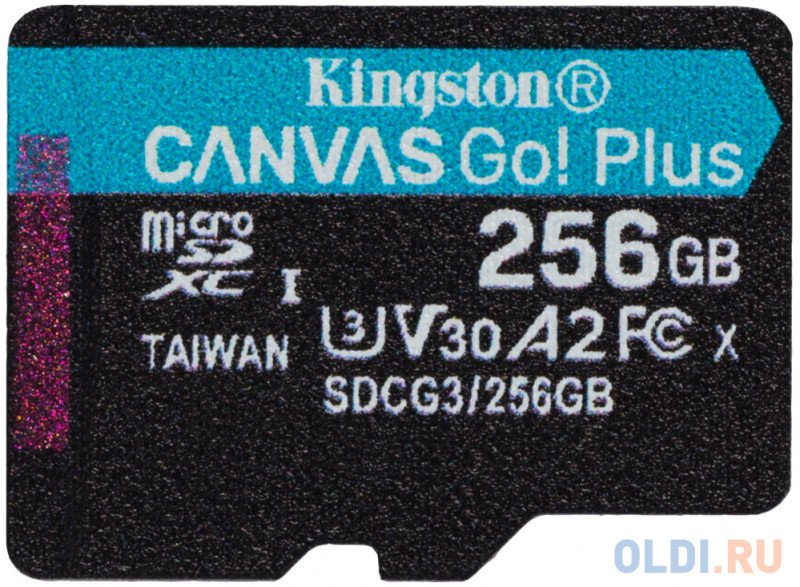 Kingston®
CANVAS Go! Plus
micro
SD
XC I
256GB
TAIWAN
U3 V30 A2 FC X
SDCG3/256GB
OLDI.RU